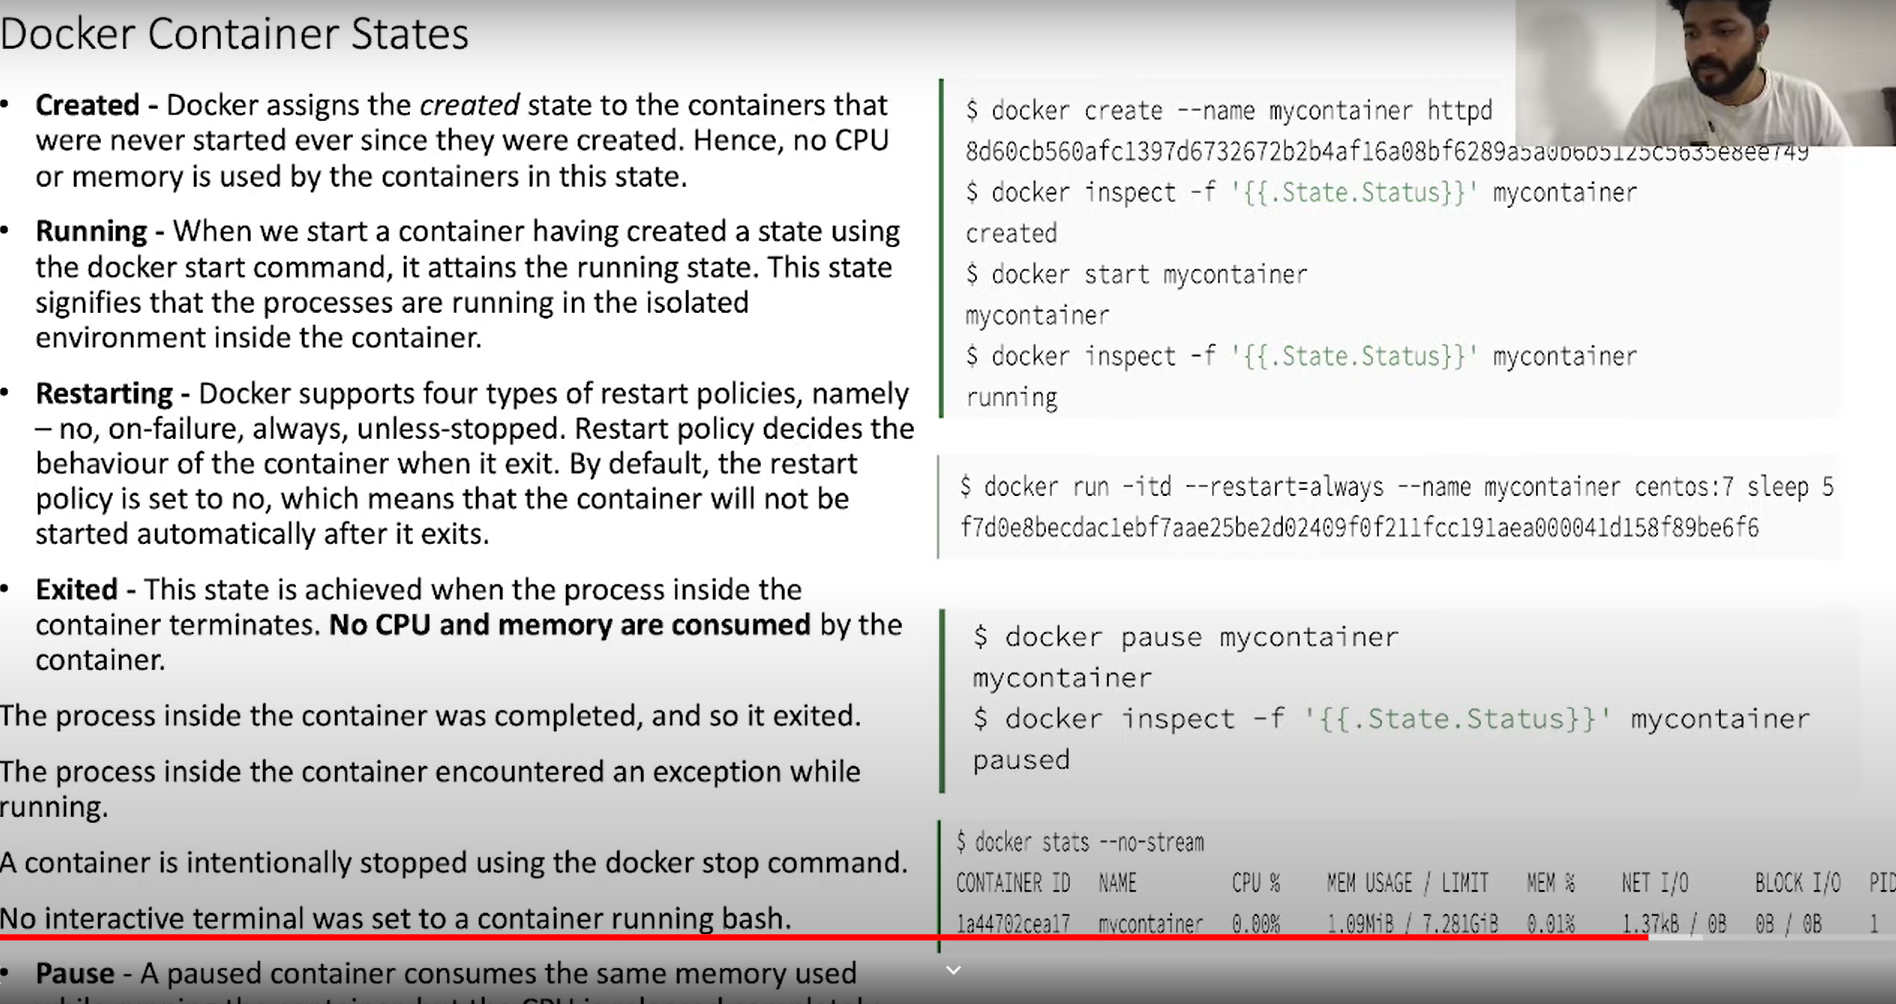 Docker Container States
• Created - Docker assigns the created state to the containers that
were never started ever since they were created. Hence, no CPU
or memory is used by the containers in this state.
• Running - When we start a container having created a state using
the docker start command, it attains the running state. This state
signifies that the processes are running in the isolated
environment inside the container.
• Restarting - Docker supports four types of restart policies, namely
– no, on-failure, always, unless-stopped. Restart policy decides the
behaviour of the container when it exit. By default, the restart
policy is set to no, which means that the container will not be
started automatically after it exits.
• Exited - This state is achieved when the process inside the
container terminates. No CPU and memory are consumed by the
container.
The process inside the container was completed, and so it exited.
The process inside the container encountered an exception while
running.
A container is intentionally stopped using the docker stop command.
No interactive terminal was set to a container running bash.
• Pause - A paused container consumes the same memory used
$ docker create --name mycontainer httpd
8d60cb560afc1397d6732672b2b4af16a08bf6289a5a0b6b5125c5635e8ee749
$ docker inspect -f '{{.State.Status}}' mycontainer
created
$ docker start mycontainer
mycontainer
$ docker inspect -f '{{.State.Status}}' mycontainer
running
$ docker run -itd --restart=always --name mycontainer centos:7 sleep 5
f7d0e8becdac1ebf7aae25be2d02409f0f211fcc191aea000041d158f89be6f6
$ docker pause mycontainer
mycontainer
$ docker inspect -f '{{.State.Status}}' mycontainer
paused
$ docker stats --no-stream
CONTAINER ID NAME CPU % MEM USAGE / LIMIT MEM % NET I/O BLOCK I/O PID
1a44702cea17 mycontainer 0.00% 1.09MiB / 7.281GiB 0.01% 1.37kB / 0B 0B / 0B 1